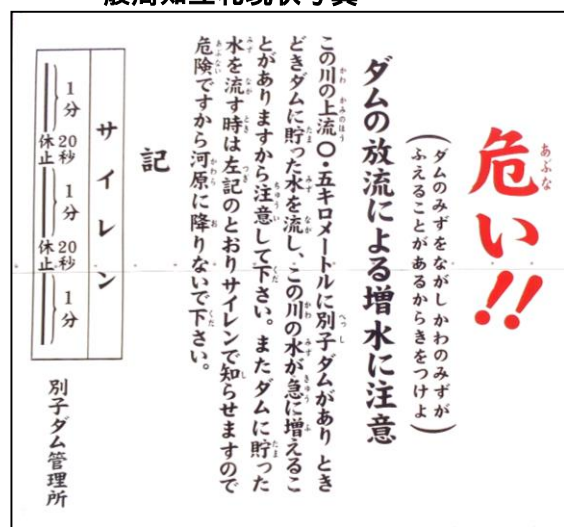 般周知立札現状写真
危い!!
(ダムのみずをながしかわのみずが
ふえることがあるからきをつけよ)
ダムの放流による増水に注意
この川の上流〇・五キロメートルに別子ダムがあり とき
どきダムに貯った水を流し、この川の水が急に増えるこ
とがありますから注意して下さい。またダムに貯った
水を流す時は左記のとおりサイレンで知らせますので
危険ですから河原に降りないで下さい。
記
サイレン
1分
20秒
休止
1分
20秒
休止
1分
別子ダム管理所